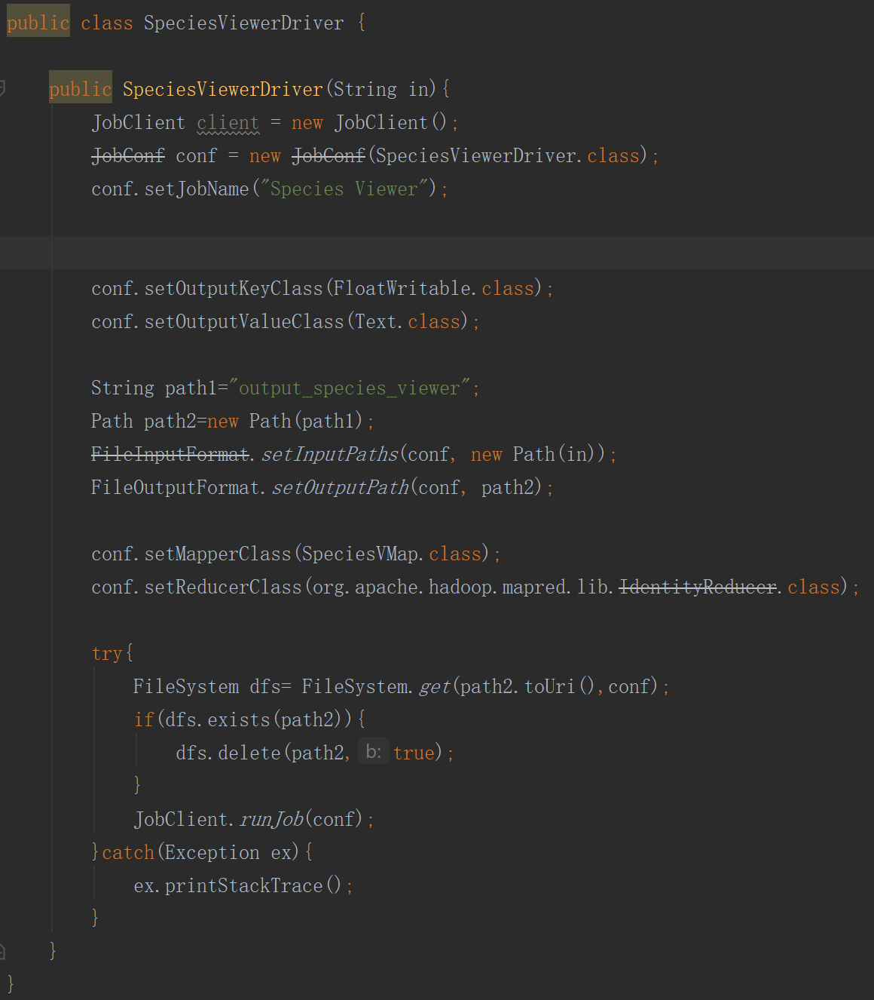 public class SpeciesViewerDriver {
public SpeciesViewerDriver(String in){
JobClient client = new JobClient();
JobConf conf = new JobConf(SpeciesViewerDriver.class);
conf.setJobName("Species Viewer");
conf.setOutputKeyClass(FloatWritable.class);
conf.setOutputValueClass(Text.class);
String path1="output_species_viewer";
Path path2=new Path(path1);
FileInputFormat.setInputPaths(conf, new Path(in));
FileOutputFormat.setOutputPath(conf, path2);
conf.setMapperClass(SpeciesVMap.class);
conf.setReducerClass(org.apache.hadoop.mapred.lib.IdentityReducer.class);
try{
FileSystem dfs= FileSystem.get(path2.toUri(),conf);
if(dfs.exists(path2)){
dfs.delete(path2, b: true);
}
JobClient.runJob(conf);
}catch(Exception ex){
ex.printStackTrace();
}
}
}